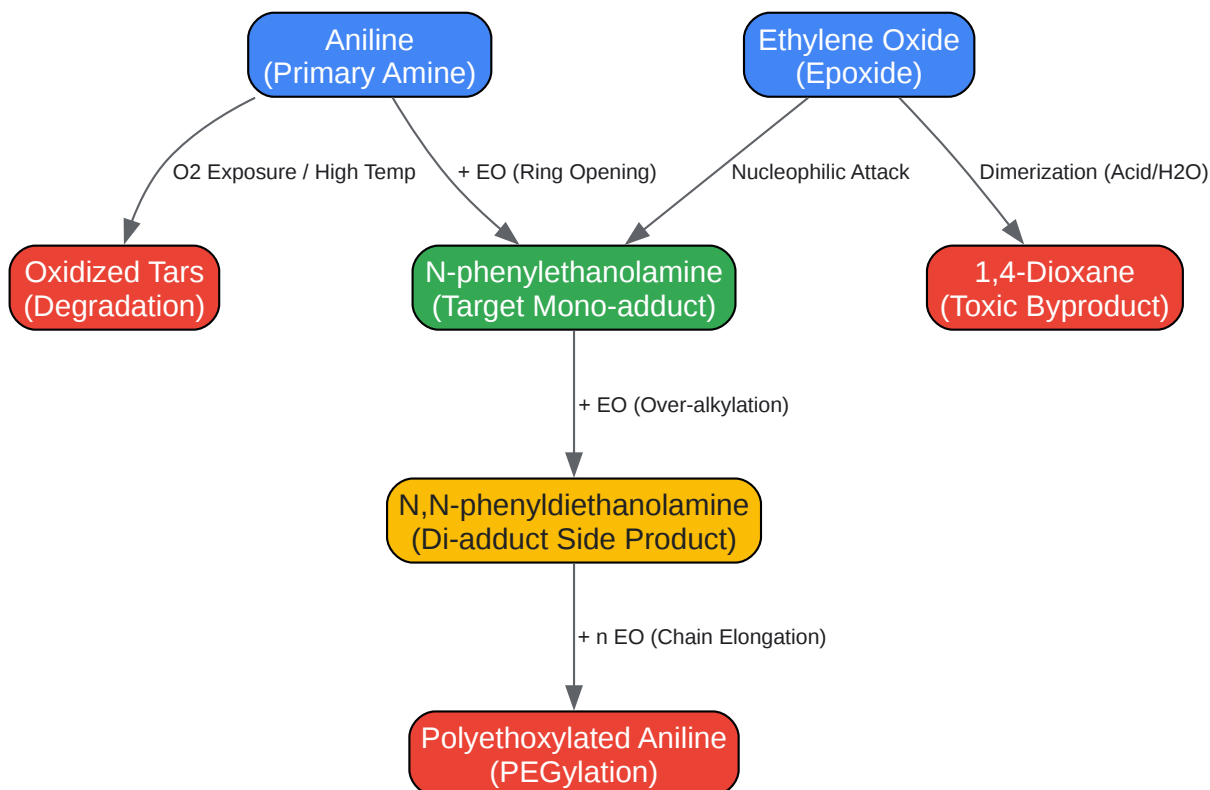 Aniline
(Primary Amine)
Ethylene Oxide
(Epoxide)
O2 Exposure / High Temp
+ EO (Ring Opening)
Nucleophilic Attack
Dimerization (Acid/H2O)
Oxidized Tars
(Degradation)
N-phenylethanolamine
(Target Mono-adduct)
1,4-Dioxane
(Toxic Byproduct)
+ EO (Over-alkylation)
N,N-phenyldiethanolamine
(Di-adduct Side Product)
+ n EO (Chain Elongation)
Polyethoxylated Aniline
(PEGylation)